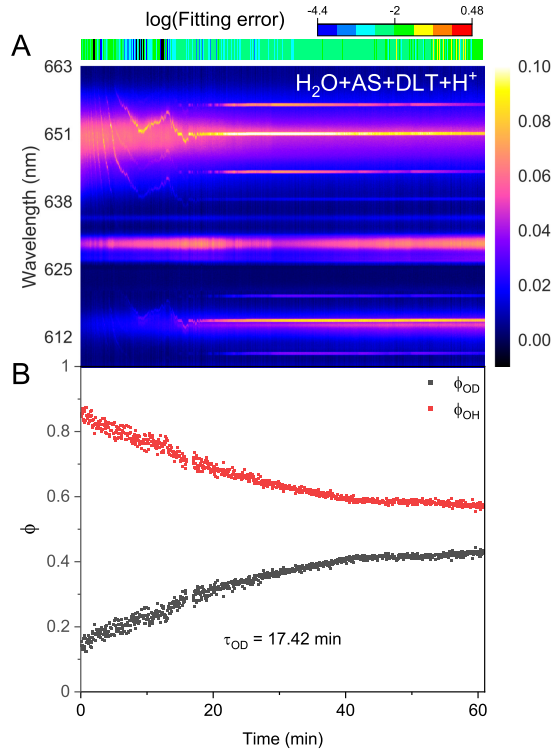 log(Fitting error)
-4.4 -2 0.48
A
H₂O+AS+DLT+H⁺
663
651
638
625
612
Wavelength (nm)
0.10
0.08
0.06
0.04
0.02
0.00
B
ϕOD
ϕOH
1
0.8
0.6
0.4
0.2
0
ϕ
τOD = 17.42 min
0 20 40 60
Time (min)